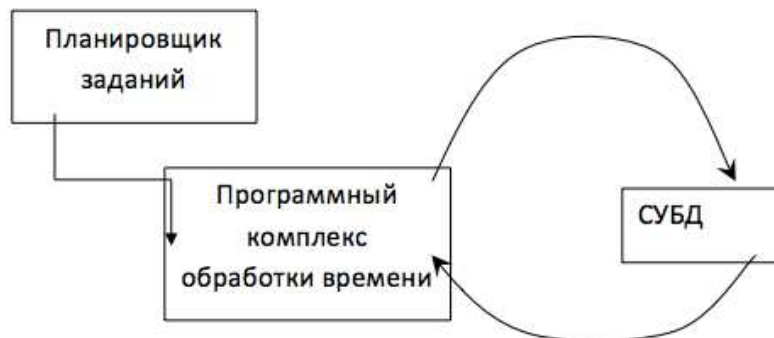 Планировщик
заданий
Программный
комплекс
обработки времени
СУБД